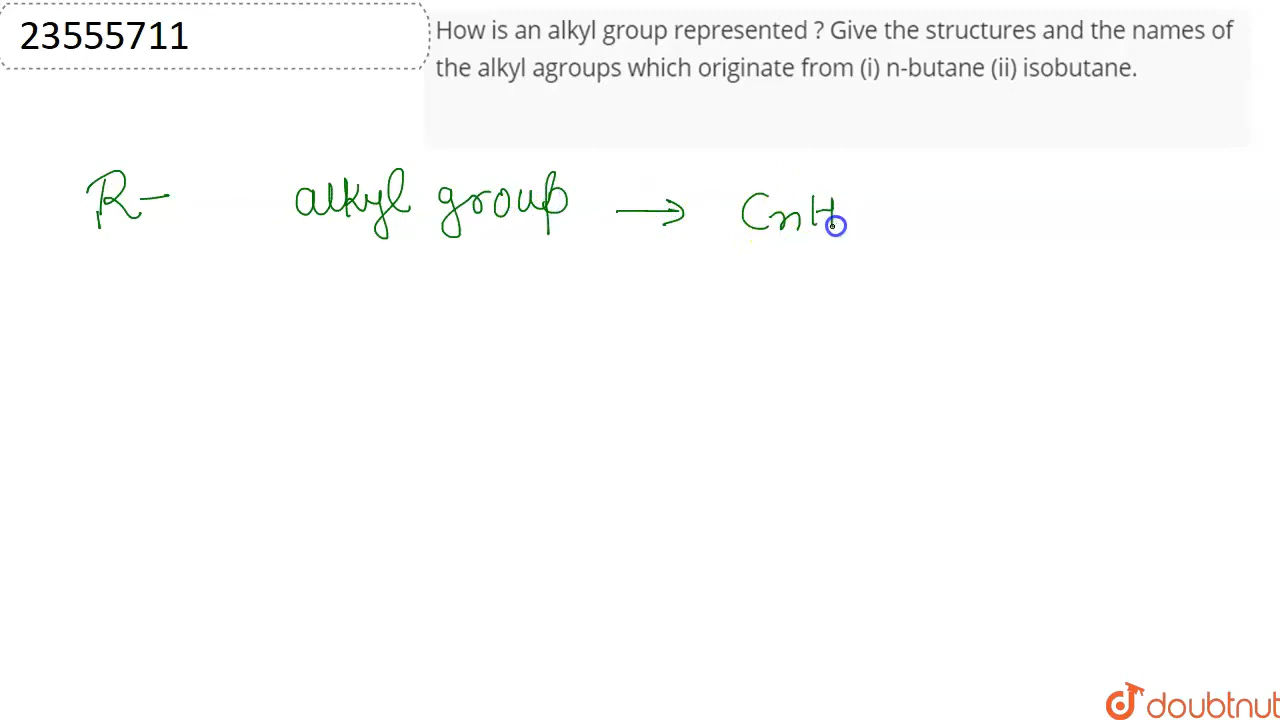 23555711
How is an alkyl group represented ? Give the structures and the names of
the alkyl agroups which originate from (i) n-butane (ii) isobutane.
R- alkyl group → CnH
doubtnut